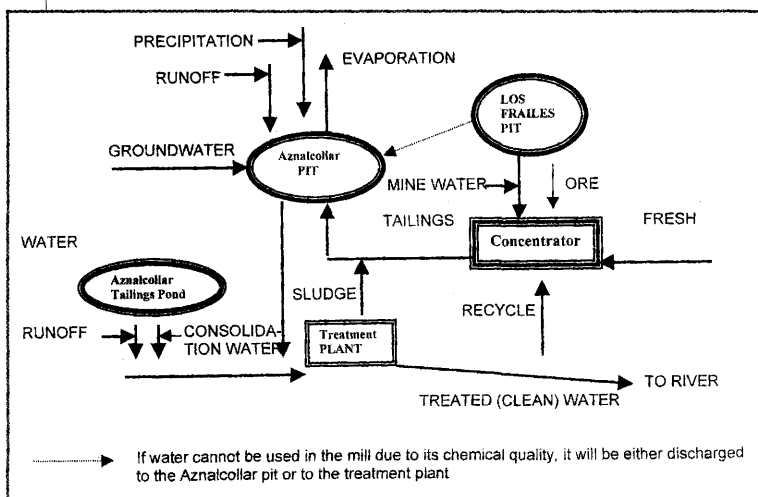 PRECIPITATION
EVAPORATION
RUNOFF
LOS
FRAILES
PIT
GROUNDWATER
Aznalcollar
PIT
MINE WATER
ORE
TAILINGS
FRESH
WATER
Concentrator
Aznalcollar
Tailings Pond
SLUDGE
RECYCLE
RUNOFF
CONSOLIDA-
TION WATER
Treatment
PLANT
TO RIVER
TREATED (CLEAN) WATER
If water cannot be used in the mill due to its chemical quality, it will be either discharged
to the Aznalcollar pit or to the treatment plant